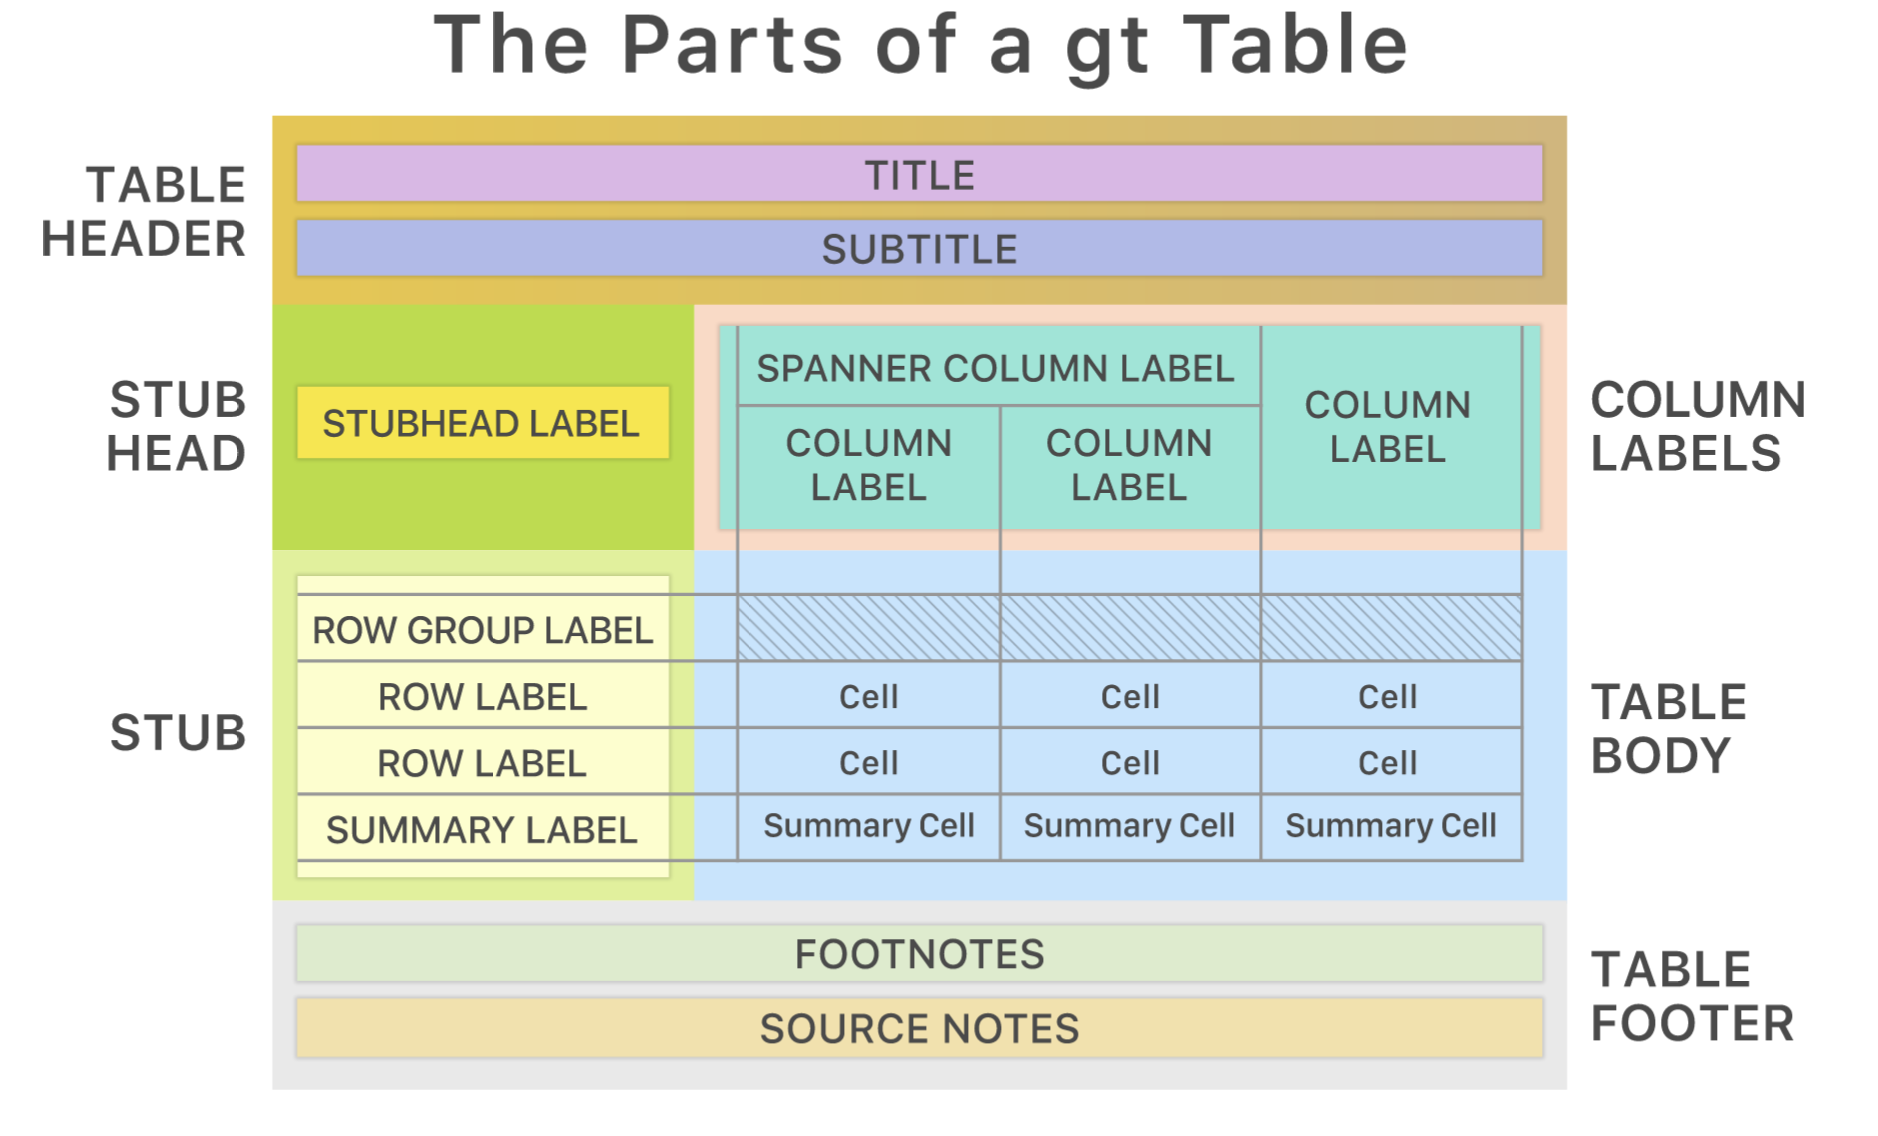 The Parts of a gt Table
TABLE
HEADER
TITLE
SUBTITLE
STUB
HEAD
STUBHEAD LABEL
SPANNER COLUMN LABEL
COLUMN
LABEL
COLUMN
LABEL
COLUMN
LABEL
COLUMN
LABELS
STUB
ROW GROUP LABEL
ROW LABEL
Cell
Cell
Cell
ROW LABEL
Cell
Cell
Cell
SUMMARY LABEL
Summary Cell
Summary Cell
Summary Cell
TABLE
BODY
FOOTNOTES
SOURCE NOTES
TABLE
FOOTER